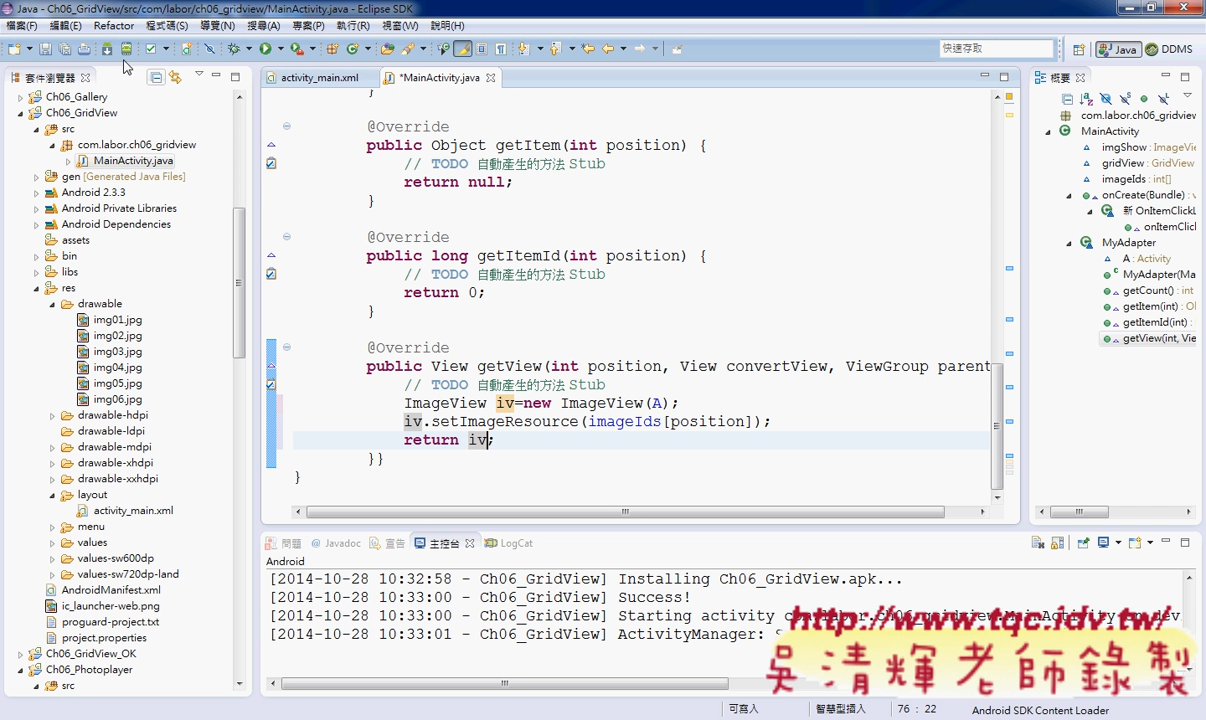 Java - Ch06_GridView/src/com/labor/ch06_gridview/MainActivity.java - Eclipse SDK
檔案(F) 編輯(E) Refactor 程式碼(S) 導覽(N) 搜尋(A) 專案(P) 執行(R) 視窗(W) 說明(H)
快速存取 Java DDMS
套件瀏覽器
Ch06_Gallery
Ch06_GridView
src
com.labor.ch06_gridview
MainActivity.java
gen [Generated Java Files]
Android 2.3.3
Android Private Libraries
Android Dependencies
assets
bin
libs
res
drawable
img01.jpg
img02.jpg
img03.jpg
img04.jpg
img05.jpg
img06.jpg
drawable-hdpi
drawable-ldpi
drawable-mdpi
drawable-xhdpi
drawable-xxhdpi
layout
activity_main.xml
menu
values
values-sw600dp
values-sw720dp-land
AndroidManifest.xml
ic_launcher-web.png
proguard-project.txt
project.properties
Ch06_GridView_OK
Ch06_Photoplayer
src
activity_main.xml *MainActivity.java
}
@Override
public Object getItem(int position) {
// TODO 自動產生的方法 Stub
return null;
}
@Override
public long getItemId(int position) {
// TODO 自動產生的方法 Stub
return 0;
}
@Override
public View getView(int position, View convertView, ViewGroup parent
// TODO 自動產生的方法 Stub
ImageView iv=new ImageView(A);
iv.setImageResource(imageIds[position]);
return iv;
}}
}
概要
com.labor.ch06_gridview
MainActivity
imgShow : ImageVie
gridView : GridView
imageIds : int[]
onCreate(Bundle) : v
新 OnItemClickL
onItemClick
MyAdapter
A : Activity
MyAdapter(Ma
getCount() : int
getItem(int) : Ol
getItemId(int) :
getView(int, Vie
問題 Javadoc 宣告 主控台 LogCat
Android
[2014-10-28 10:32:58 - Ch06_GridView] Installing Ch06_GridView.apk...
[2014-10-28 10:33:00 - Ch06_GridView] Success!
[2014-10-28 10:33:00 - Ch06_GridView] Starting activity com.labor.ch06_gridview.MainActivity on dev
[2014-10-28 10:33:01 - Ch06_GridView] ActivityManager: S
http://www.tqc.idv.tw/
吳清輝老師錄製
可寫入 智慧型插入 76 : 22 Android SDK Content Loader